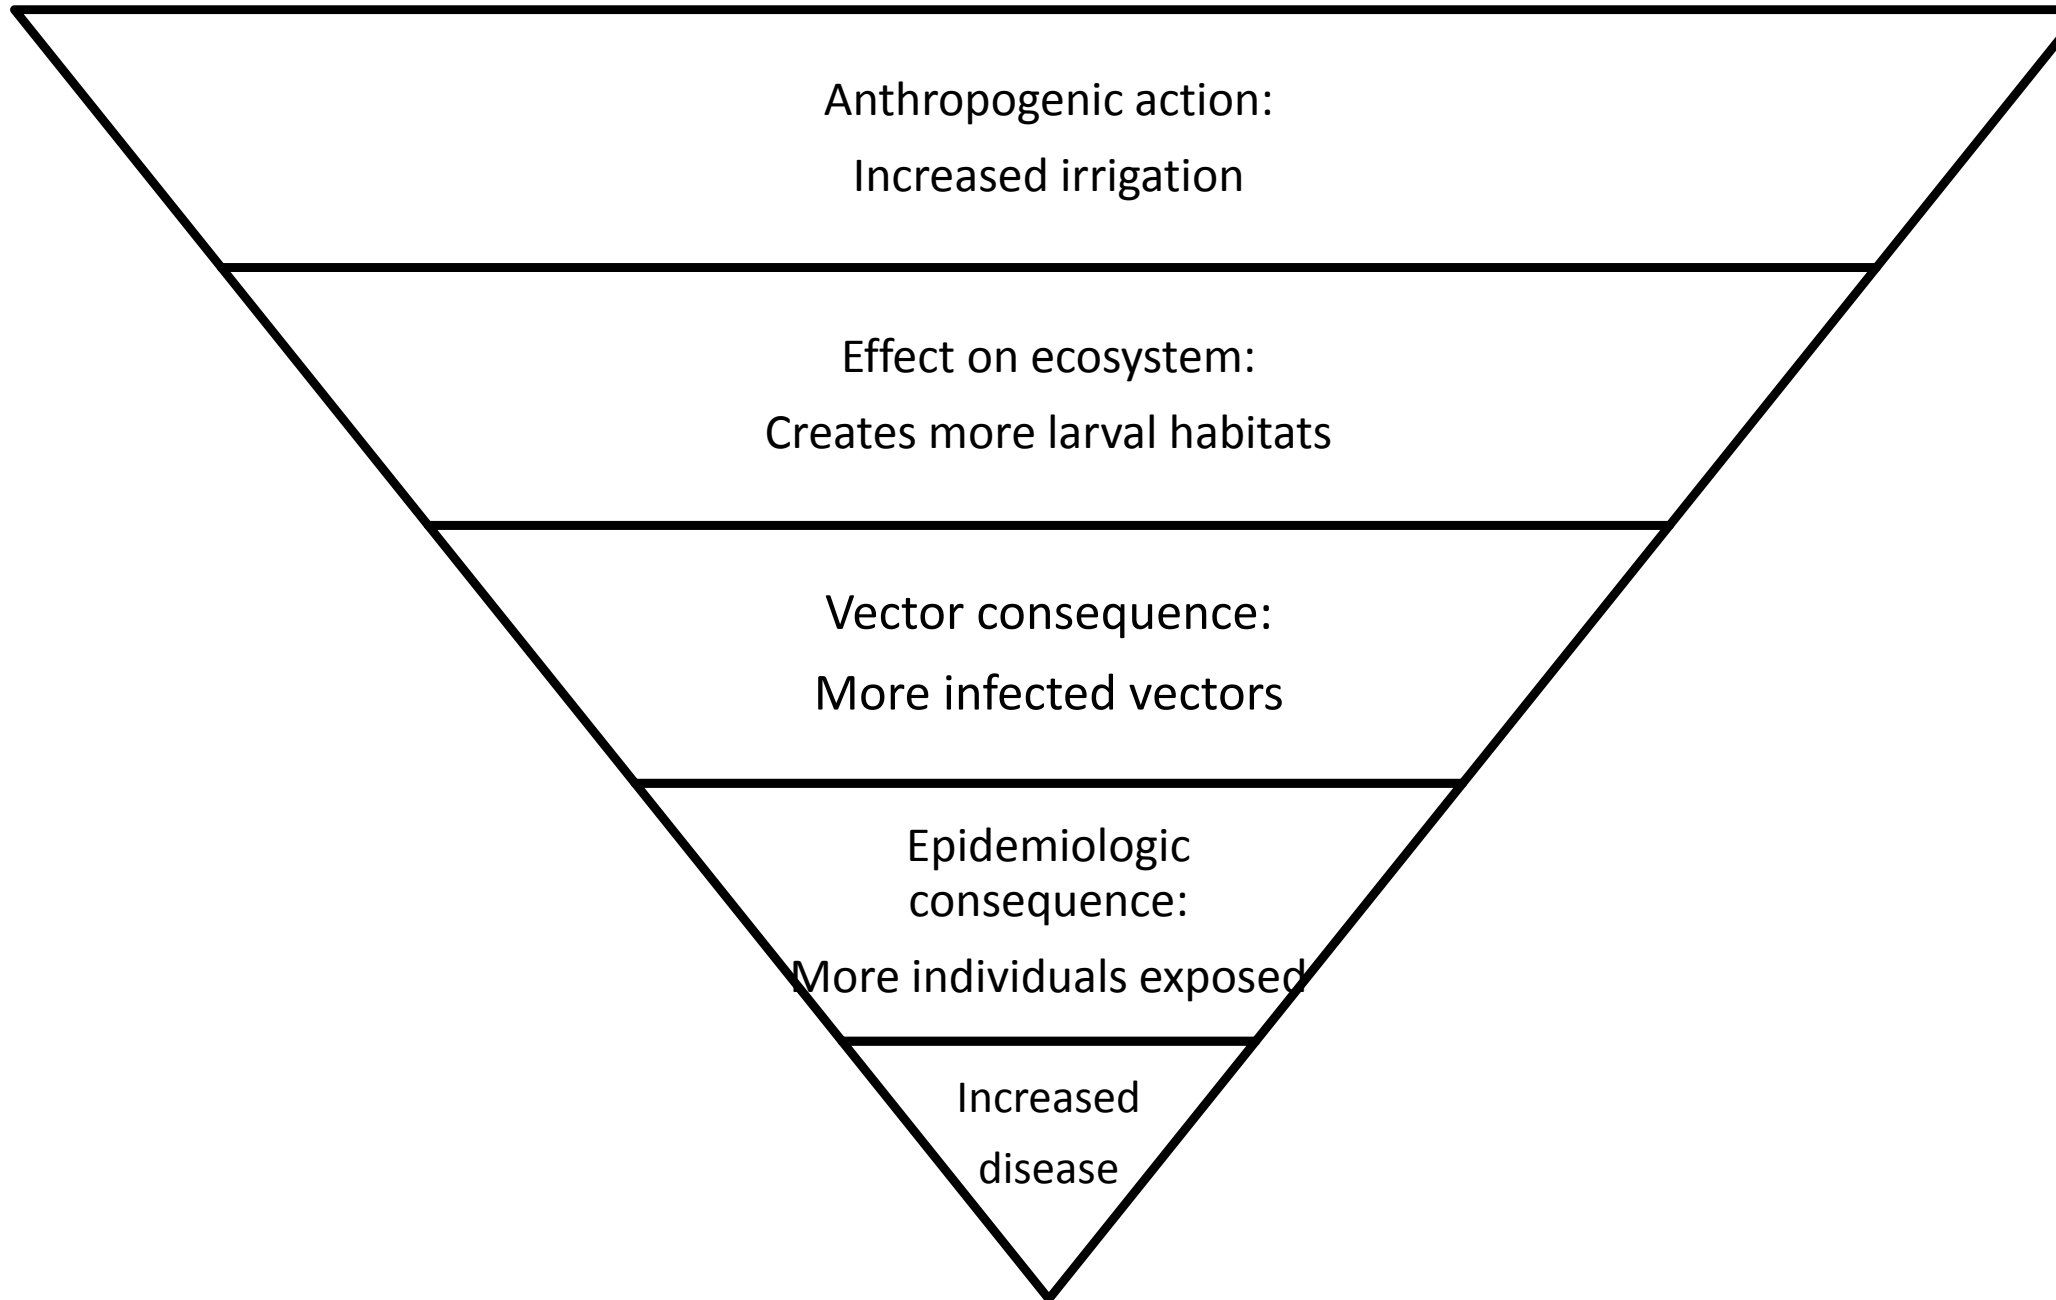 Anthropogenic action:
Increased irrigation
Effect on ecosystem:
Creates more larval habitats
Vector consequence:
More infected vectors
Epidemiologic
consequence:
More individuals exposed
Increased
disease